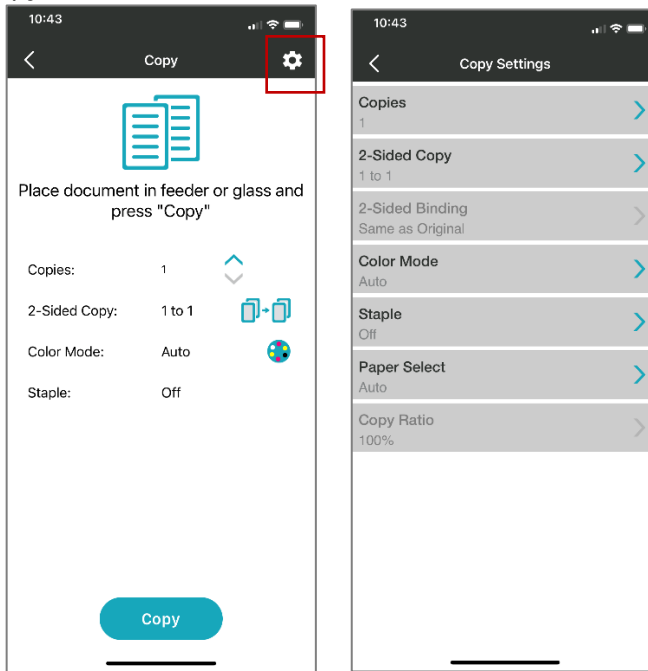 10:43
Copy
Place document in feeder or glass and
press "Copy"
Copies: 1
2-Sided Copy: 1 to 1
Color Mode: Auto
Staple: Off
Copy
10:43
Copy Settings
Copies
1
2-Sided Copy
1 to 1
2-Sided Binding
Same as Original
Color Mode
Auto
Staple
Off
Paper Select
Auto
Copy Ratio
100%